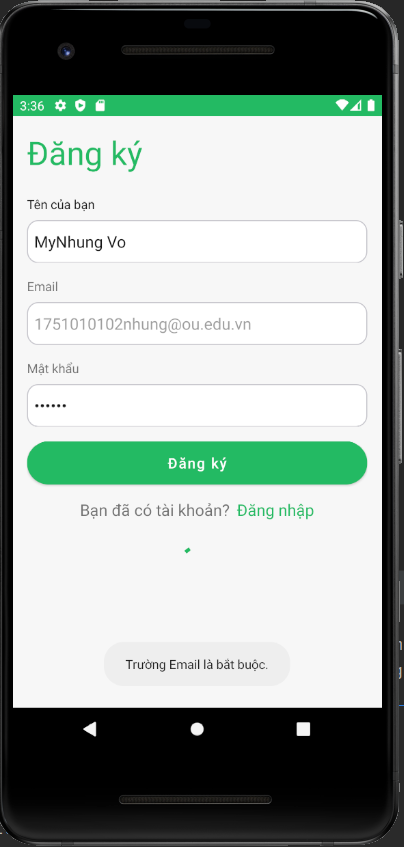 3:36
Đăng ký
Tên của bạn
MyNhung Vo
Email
1751010102nhung@ou.edu.vn
Mật khẩu
••••••
Đăng ký
Bạn đã có tài khoản? Đăng nhập
Trường Email là bắt buộc.